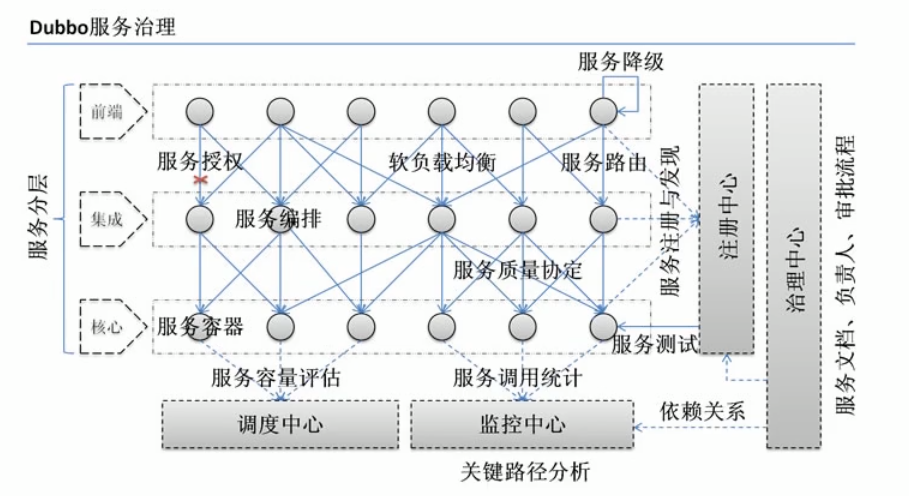 Dubbo服务治理
服务降级
前端
服务授权
软负载均衡
服务路由
服务分层
集成
服务编排
服务注册与发现
注册中心
治理中心
服务文档、负责人、审批流程
服务质量协定
核心
服务容器
服务测试
服务容量评估
服务调用统计
调度中心
监控中心
依赖关系
关键路径分析